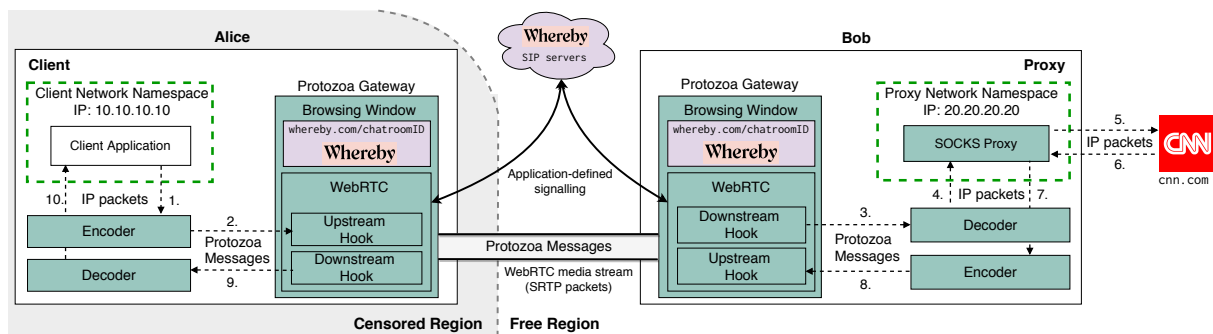 Alice
Client
Client Network Namespace
IP: 10.10.10.10
Client Application
10.
IP packets
1.
Encoder
Decoder
2.
Protozoa
Messages
9.
Protozoa Gateway
Browsing Window
whereby.com/chatroomID
Whereby
WebRTC
Upstream
Hook
Downstream
Hook
Whereby
SIP servers
Application-defined
signalling
Protozoa Messages
WebRTC media stream
(SRTP packets)
Censored Region
Free Region
Bob
Proxy
Protozoa Gateway
Browsing Window
whereby.com/chatroomID
Whereby
WebRTC
Downstream
Hook
Upstream
Hook
3.
Protozoa
Messages
8.
Proxy Network Namespace
IP: 20.20.20.20
SOCKS Proxy
4.
IP packets
7.
Decoder
Encoder
5.
IP packets
6.
CNN
cnn.com